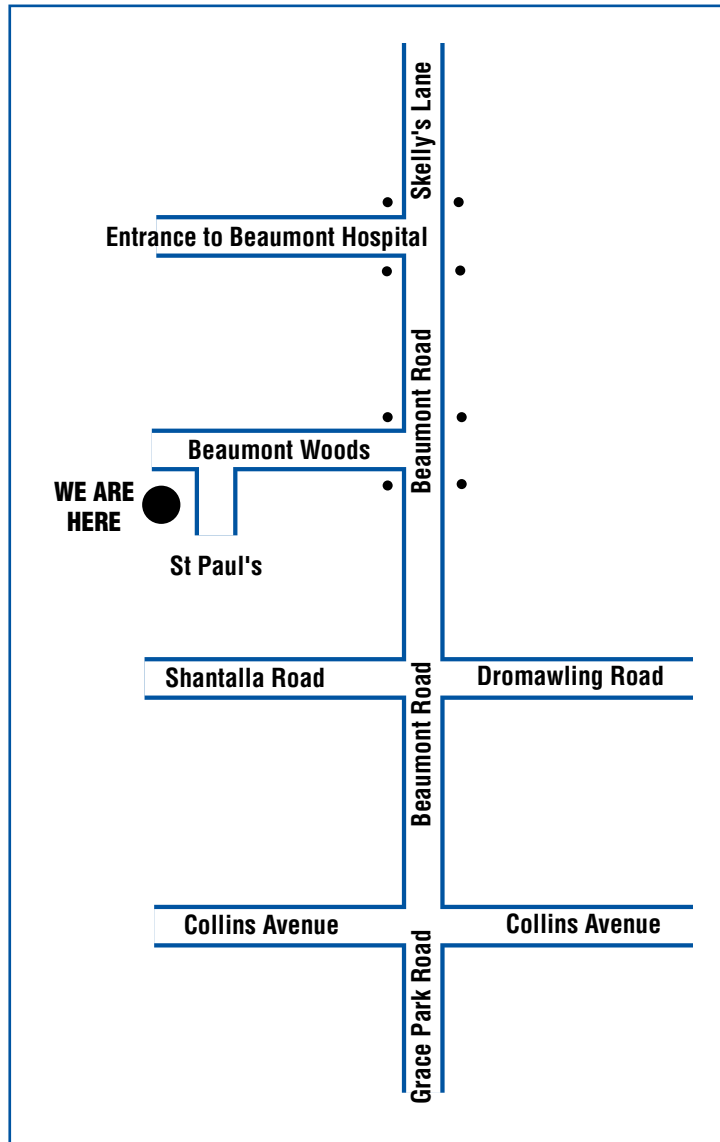 Skelly's Lane
Entrance to Beaumont Hospital
Beaumont Road
Beaumont Woods
WE ARE
HERE
St Paul's
Shantalla Road
Dromawling Road
Beaumont Road
Collins Avenue
Collins Avenue
Grace Park Road